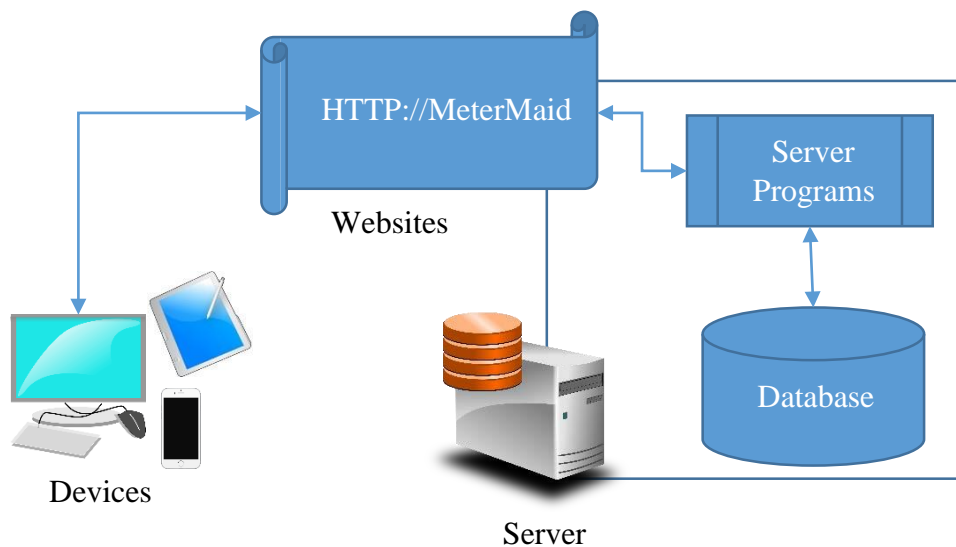 HTTP://MeterMaid
Websites
Server
Programs
Database
Devices
Server